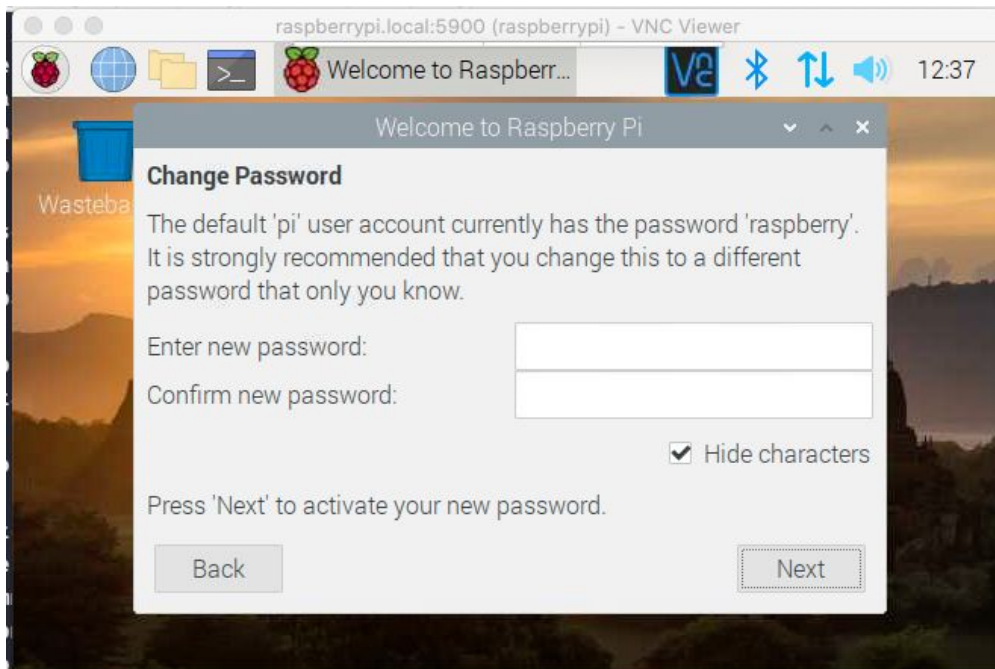 raspberrypi.local:5900 (raspberrypi) - VNC Viewer
>_
Welcome to Raspberr...
12:37
Welcome to Raspberry Pi
Change Password
The default 'pi' user account currently has the password 'raspberry'.
It is strongly recommended that you change this to a different
password that only you know.
Enter new password:
Confirm new password:
Hide characters
Press 'Next' to activate your new password.
Back
Next